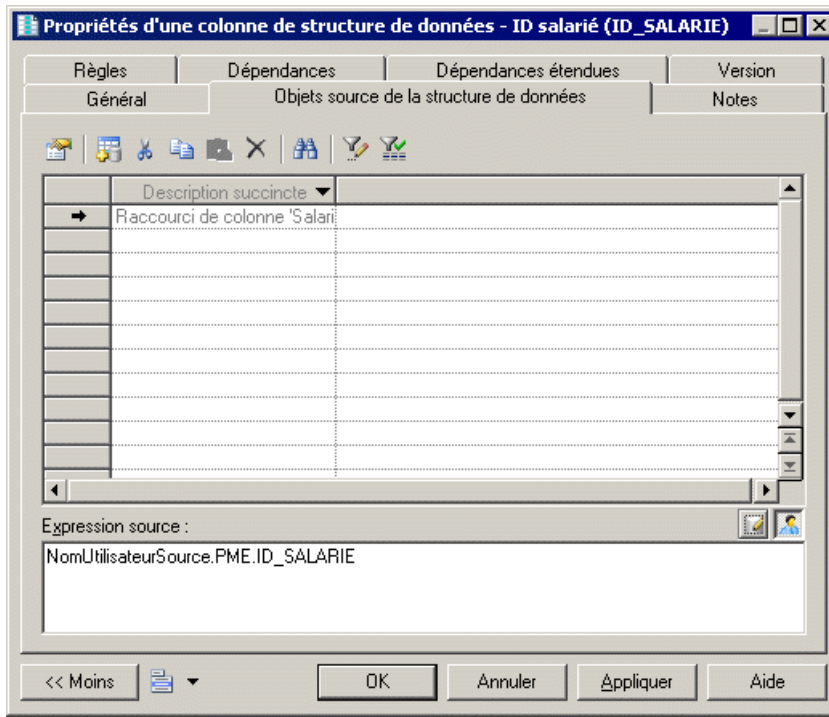 Propriétés d'une colonne de structure de données - ID salarié (ID_SALARIE)
Règles Dépendances Dépendances étendues Version
Général Objets source de la structure de données Notes
Description succincte
Raccourci de colonne 'Salari
Expression source :
NomUtilisateurSource.PME.ID_SALARIE
<< Moins OK Annuler Appliquer Aide